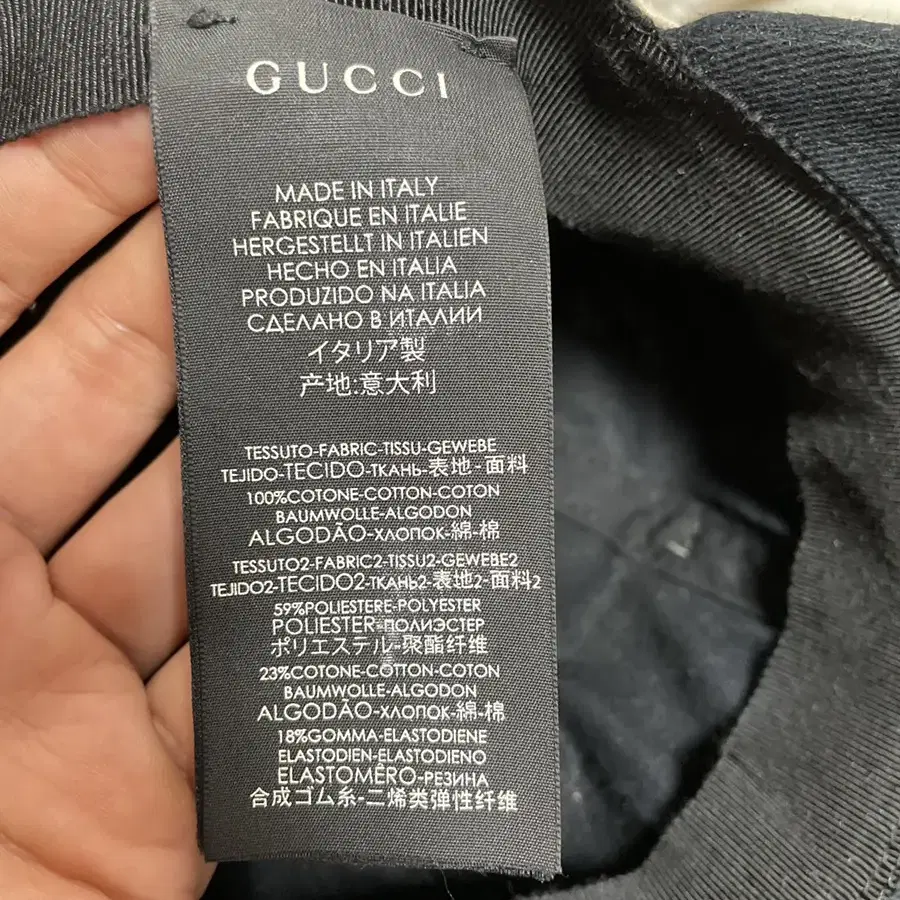 GUCCI
MADE IN ITALY
FABRIQUE EN ITALIE
HERGESTELLT IN ITALIEN
HECHO EN ITALIA
PRODUZIDO NA ITALIA
СДЕЛАНО В ИТАЛИИ
イタリア製
产地:意大利
TESSUTO-FABRIC-TISSU-GEWEBE
TEJIDO-TECIDO-ТКАНЬ-表地-面料
100%COTONE-COTTON-COTON
BAUMWOLLE-ALGODON
ALGODÃO-ХЛОПОК-綿-棉
TESSUTO2-FABRIC2-TISSU2-GEWEBE2
TEJIDO2-TECIDO2-ТКАНЬ2-表地2-面料2
59%POLIESTERE-POLYESTER
POLIESTER-ПОЛИЭСТЕР
ポリエステル-聚酯纤维
23%COTONE-COTTON-COTON
BAUMWOLLE-ALGODON
ALGODÃO-ХЛОПОК-綿-棉
18%GOMMA-ELASTODIENE
ELASTODIEN-ELASTODIENO
ELASTOMÊRO-РЕЗИНА
合成ゴム糸-二烯类弹性纤维